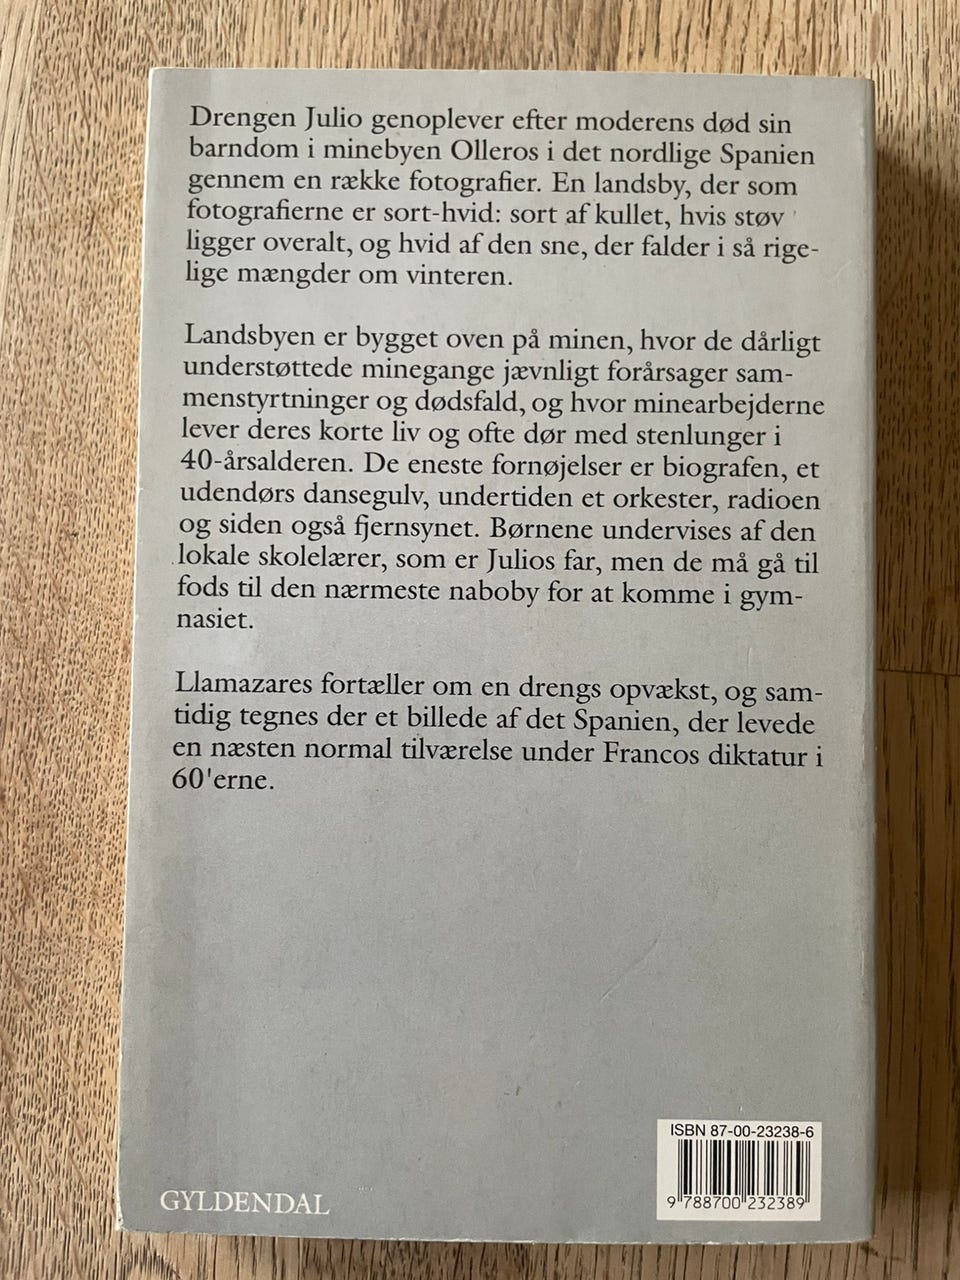 Drengen Julio genoplever efter moderens død sin
barndom i minebyen Olleros i det nordlige Spanien
gennem en række fotografier. En landsby, der som
fotografierne er sort-hvid: sort af kullet, hvis støv
ligger overalt, og hvid af den sne, der falder i så rige-
lige mængder om vinteren.
Landsbyen er bygget oven på minen, hvor de dårligt
understøttede minegange jævnligt forårsager sam-
menstyrtninger og dødsfald, og hvor minearbejderne
lever deres korte liv og ofte dør med stenlunger i
40-årsalderen. De eneste fornøjelser er biografen, et
udendørs dansegulv, undertiden et orkester, radioen
og siden også fjernsynet. Børnene undervises af den
lokale skolelærer, som er Julios far, men de må gå til
fods til den nærmeste naboby for at komme i gym-
nasiet.
Llamazares fortæller om en drengs opvækst, og sam-
tidig tegnes der et billede af det Spanien, der levede
en næsten normal tilværelse under Francos diktatur i
60'erne.
ISBN 87-00-23238-6
9 788700 232389
GYLDENDAL